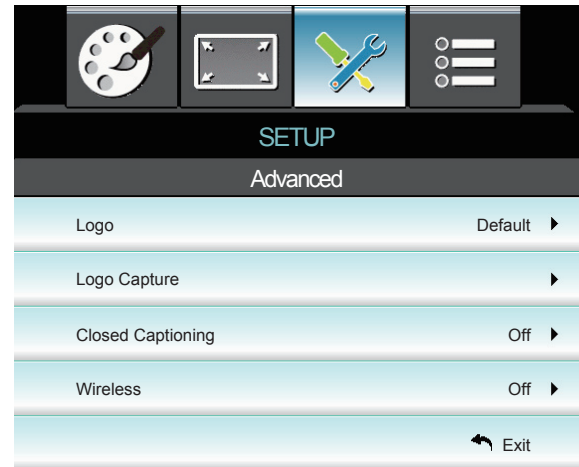 SETUP
Advanced
Logo Default
Logo Capture
Closed Captioning Off
Wireless Off
Exit